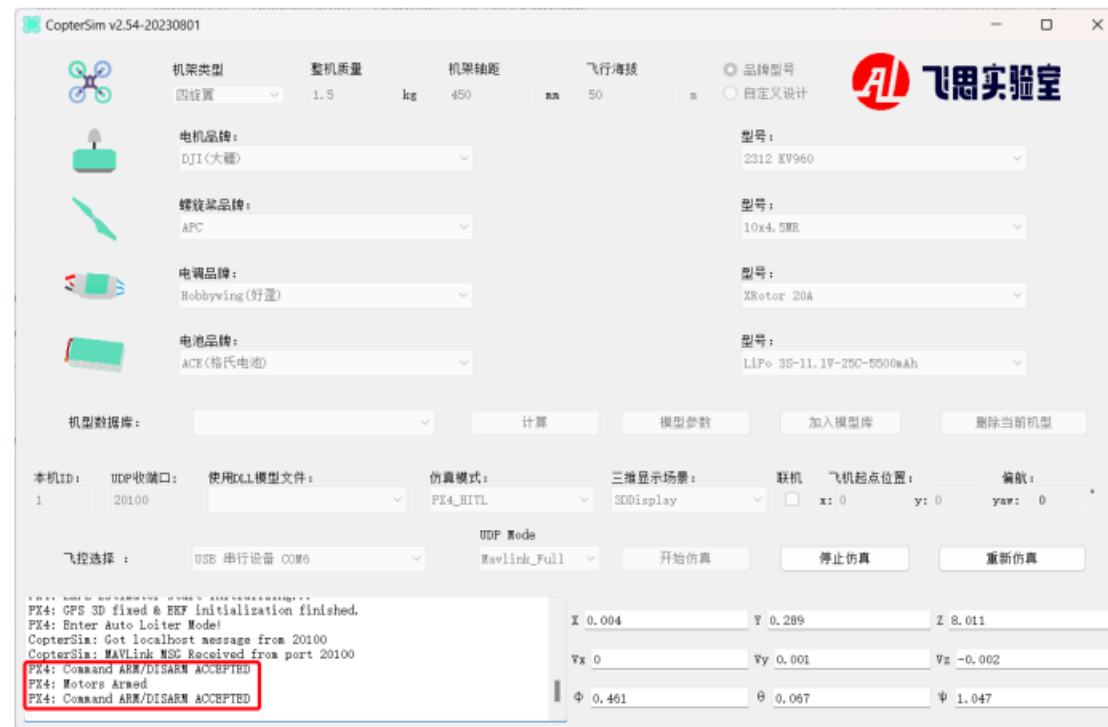 CopterSim v2.54-20230801
机架类型 整机质量 机架轴距 飞行海拔 品牌型号
四旋翼 1.5 kg 450 mm 50 m 自定义设计
飞思实验室
电机品牌： 型号：
DJI(大疆) 2312 KV960
螺旋桨品牌： 型号：
APC 10x4.5MR
电调品牌： 型号：
Hobbywing(好盈) XRotor 20A
电池品牌： 型号：
ACE(格氏电池) LiPo 3S-11.1V-25C-5500mAh
机型数据库： 计算 模型参数 加入模型库 删除当前机型
本机ID： UDP收端口： 使用DLL模型文件： 仿真模式： 三维显示场景： 联机 飞机起点位置： 偏航：
1 20100 PX4_HITL 3DDisplay x: 0 y: 0 yaw: 0 °
UDP Mode
飞控选择 ： USB 串行设备 COM6 Mavlink_Full 开始仿真 停止仿真 重新仿真
PX4: GPS 3D fixed & EKF initialization finished.
PX4: Enter Auto Loiter Mode!
CopterSim: Got localhost message from 20100
CopterSim: MAVLink MSG Received from port 20100
PX4: Command ARM/DISARM ACCEPTED
PX4: Motors Armed
PX4: Command ARM/DISARM ACCEPTED
X 0.004 Y 0.289 Z 8.011
Vx 0 Vy 0.001 Vz -0.002
Φ 0.461 θ 0.067 ψ 1.047